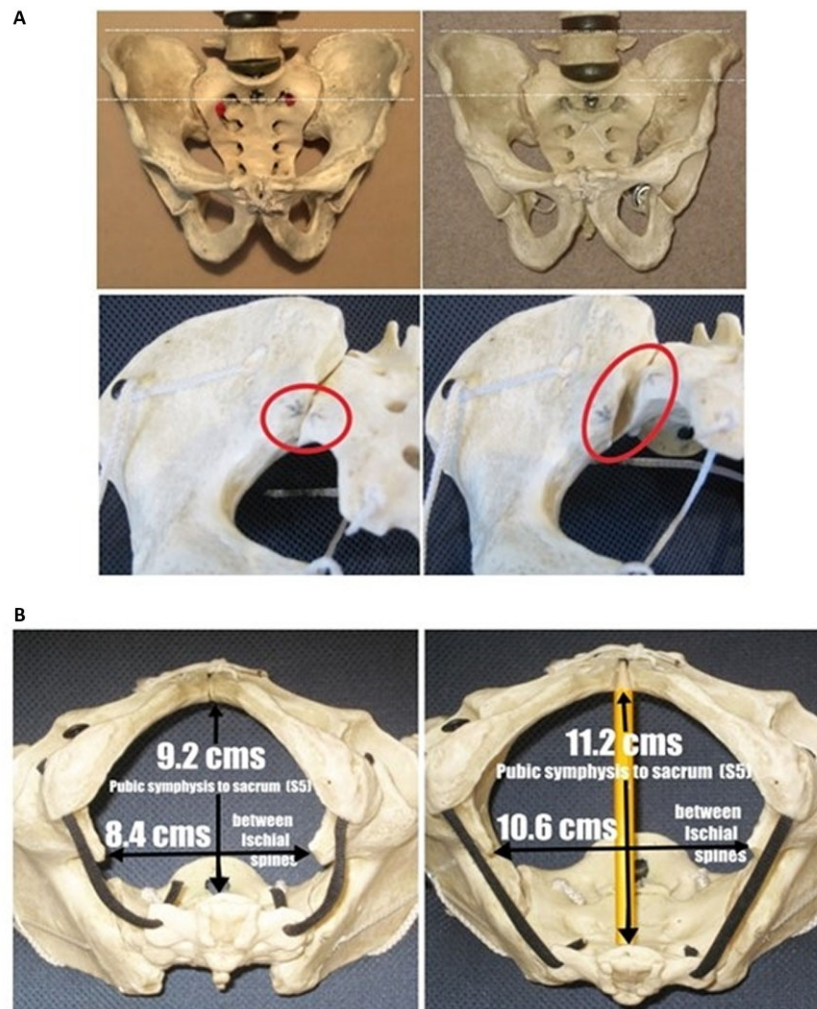 A
B
9.2 cms
Pubic symphysis to sacrum (S5)
8.4 cms
between
Ischial
spines
11.2 cms
Pubic symphysis to sacrum (S5)
10.6 cms
between
Ischial
spines